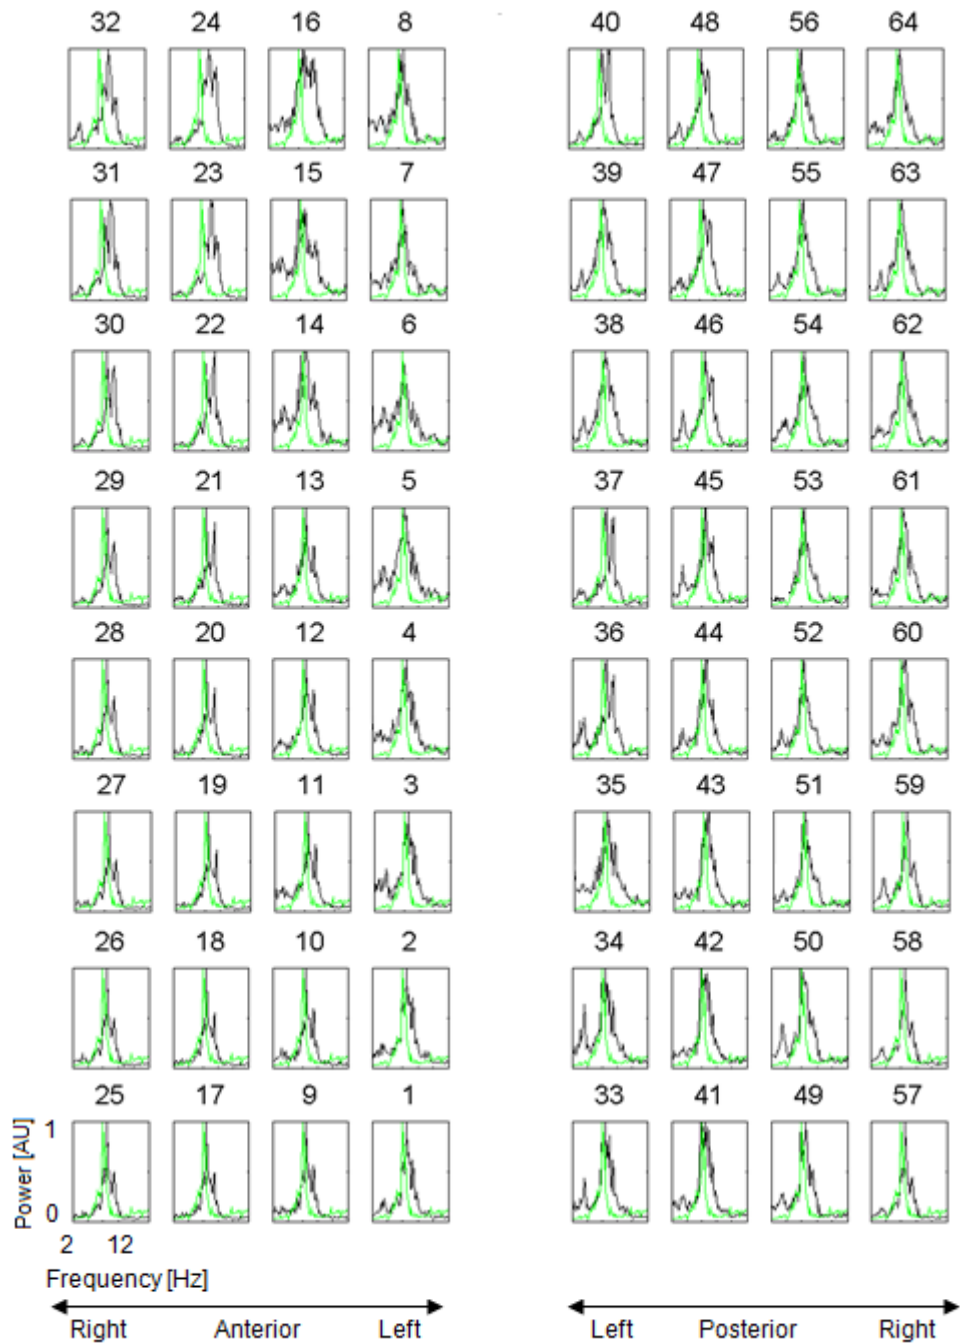 32 24 16 8 40 48 56 64
31 23 15 7 39 47 55 63
30 22 14 6 38 46 54 62
29 21 13 5 37 45 53 61
28 20 12 4 36 44 52 60
27 19 11 3 35 43 51 59
26 18 10 2 34 42 50 58
25 17 9 1 33 41 49 57
Power [AU]
1
0
2 12
Frequency [Hz]
Right Anterior Left Left Posterior Right